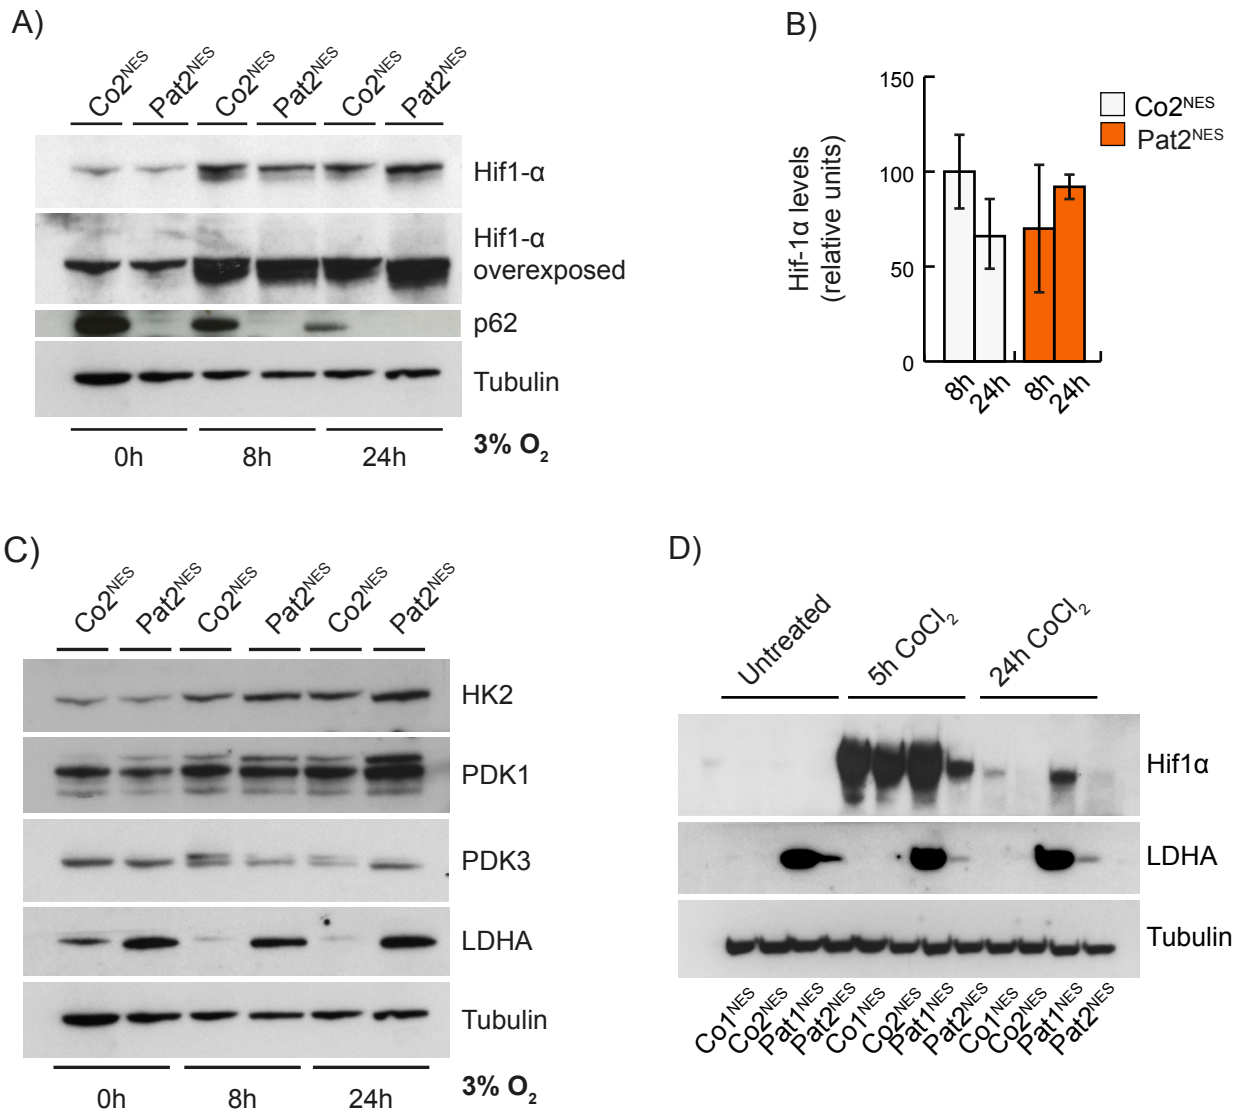 A)
Co2NES Pat2NES Co2NES Pat2NES Co2NES Pat2NES
Hif1-α
Hif1-α
overexposed
p62
Tubulin
0h 8h 24h 3% O2
B)
Hif-1α levels
(relative units)
150
100
50
0
8h 24h 8h 24h
Co2NES
Pat2NES
C)
Co2NES Pat2NES Co2NES Pat2NES Co2NES Pat2NES
HK2
PDK1
PDK3
LDHA
Tubulin
0h 8h 24h 3% O2
D)
Untreated 5h CoCl2 24h CoCl2
Hif1α
LDHA
Tubulin
Co1NES Co2NES Pat1NES Pat2NES Co1NES Co2NES Pat1NES Pat2NES Co1NES Co2NES Pat1NES Pat2NES